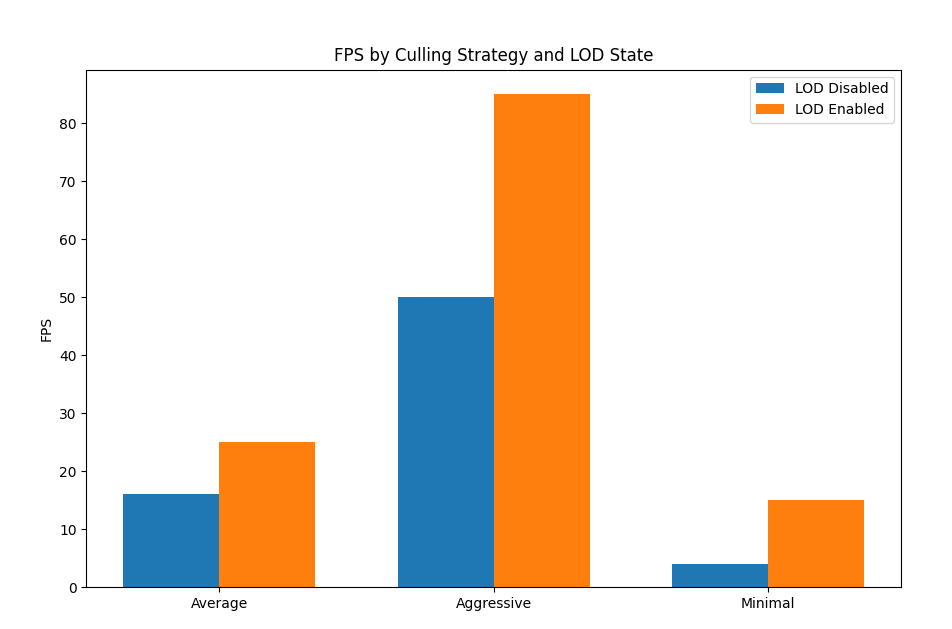 FPS by Culling Strategy and LOD State
LOD Disabled
LOD Enabled
FPS
80
70
60
50
40
30
20
10
0
Average
Aggressive
Minimal